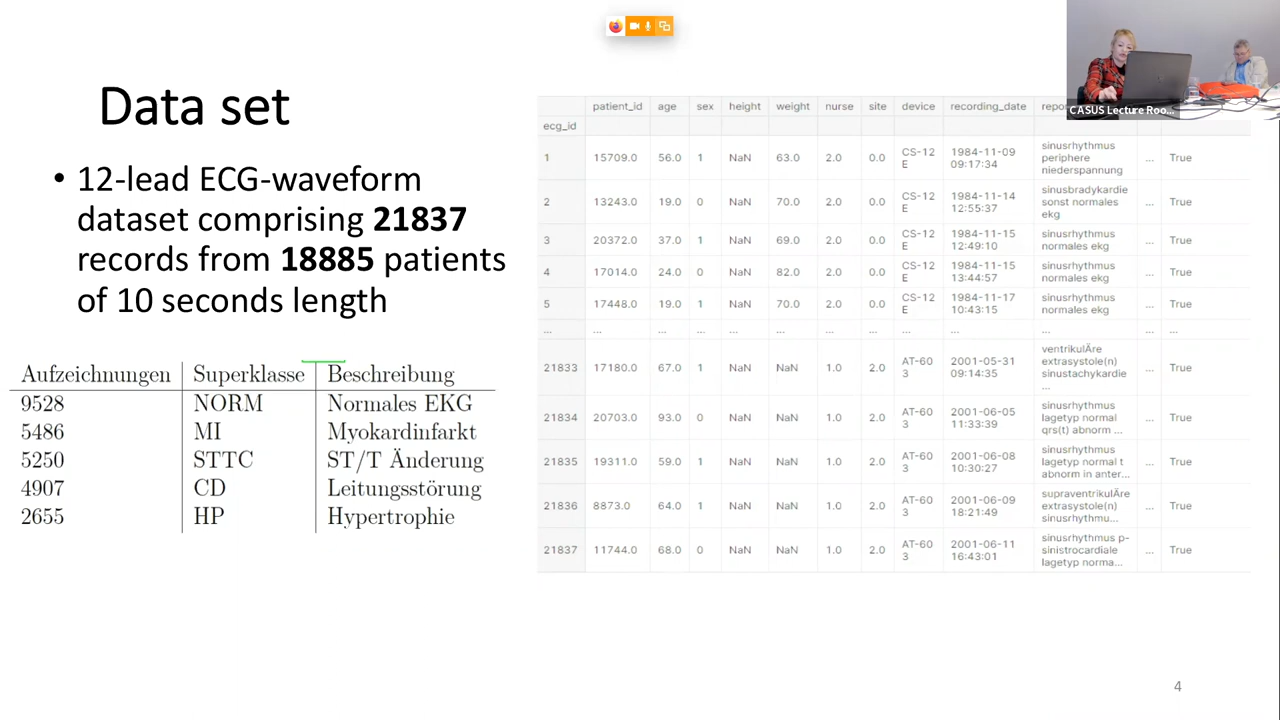 Data set
• 12-lead ECG-waveform
dataset comprising 21837
records from 18885 patients
of 10 seconds length
Aufzeichnungen Superklasse Beschreibung
9528 NORM Normales EKG
5486 MI Myokardinfarkt
5250 STTC ST/T Änderung
4907 CD Leitungsstörung
2655 HP Hypertrophie
CASUS Lecture Roo...
patient_id age sex height weight nurse site device recording_date
ecg_id
1 15709.0 56.0 1 NaN 63.0 2.0 0.0 CS-12 E 1984-11-09 09:17:34 sinusrhythmus periphere niederspannung ... True
2 13243.0 19.0 0 NaN 70.0 2.0 0.0 CS-12 E 1984-11-14 12:55:37 sinusbradykardie sonst normales ekg ... True
3 20372.0 37.0 1 NaN 69.0 2.0 0.0 CS-12 E 1984-11-15 12:49:10 sinusrhythmus normales ekg ... True
4 17014.0 24.0 0 NaN 82.0 2.0 0.0 CS-12 E 1984-11-15 13:44:57 sinusrhythmus normales ekg ... True
5 17448.0 19.0 1 NaN 70.0 2.0 0.0 CS-12 E 1984-11-17 10:43:15 sinusrhythmus normales ekg ... True
... ... ... ... ... ... ... ... ... ... ... ... ...
21833 17180.0 67.0 1 NaN NaN 1.0 2.0 AT-60 3 2001-05-31 09:14:35 ventrikulÄre extrasystole(n) sinustachykardie ... ... True
21834 20703.0 93.0 0 NaN NaN 1.0 2.0 AT-60 3 2001-06-05 11:33:39 sinusrhythmus lagetyp normal qrs(t) abnorm ... ... True
21835 19311.0 59.0 1 NaN NaN 1.0 2.0 AT-60 3 2001-06-08 10:30:27 sinusrhythmus lagetyp normal t abnorm in anter... ... True
21836 8873.0 64.0 1 NaN NaN 1.0 2.0 AT-60 3 2001-06-09 18:21:49 supraventrikulÄre extrasystole(n) sinusrhythmu... ... True
21837 11744.0 68.0 0 NaN NaN 1.0 2.0 AT-60 3 2001-06-11 16:43:01 sinusrhythmus p-sinistrocardiale lagetyp norma... ... True
4